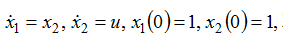 ẋ₁ = x₂, ẋ₂ = u, x₁(0) = 1, x₂(0) = 1,